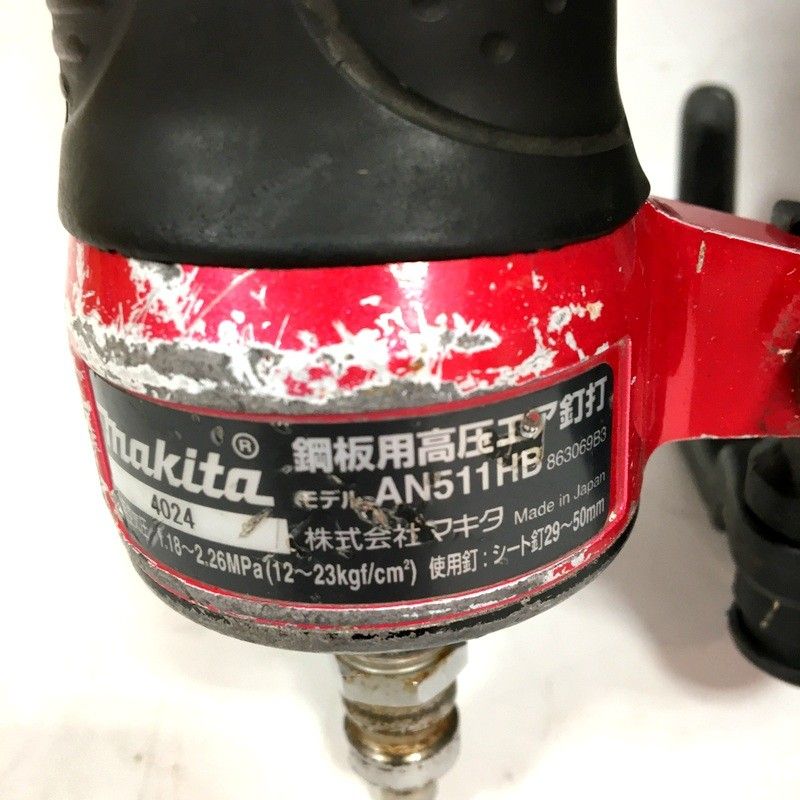 makita®
4024
鋼板用高圧エア釘打
モデル AN511HB 863069B3
株式会社 マキタ Made in Japan
1.18～2.26MPa(12～23kgf/cm²) 使用釘：シート釘29～50mm